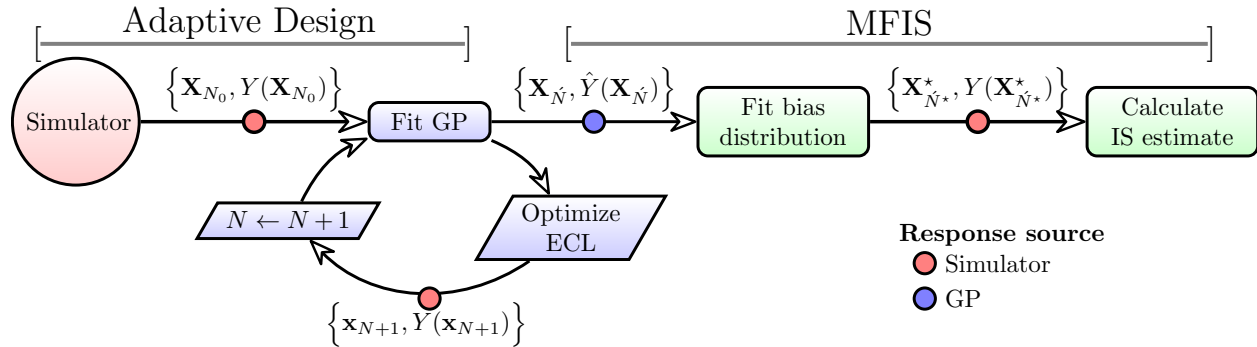 Adaptive Design
MFIS
{𝐗_{N_0}, Y(𝐗_{N_0})}
{𝐗_{Ń}, Ŷ(𝐗_{Ń})}
{𝐗^⋆_{Ń^⋆}, Y(𝐗^⋆_{Ń^⋆})}
Simulator
Fit GP
Fit bias
distribution
Calculate
IS estimate
N ← N + 1
Optimize
ECL
{𝐱_{N+1}, Y(𝐱_{N+1})}
Response source
Simulator
GP